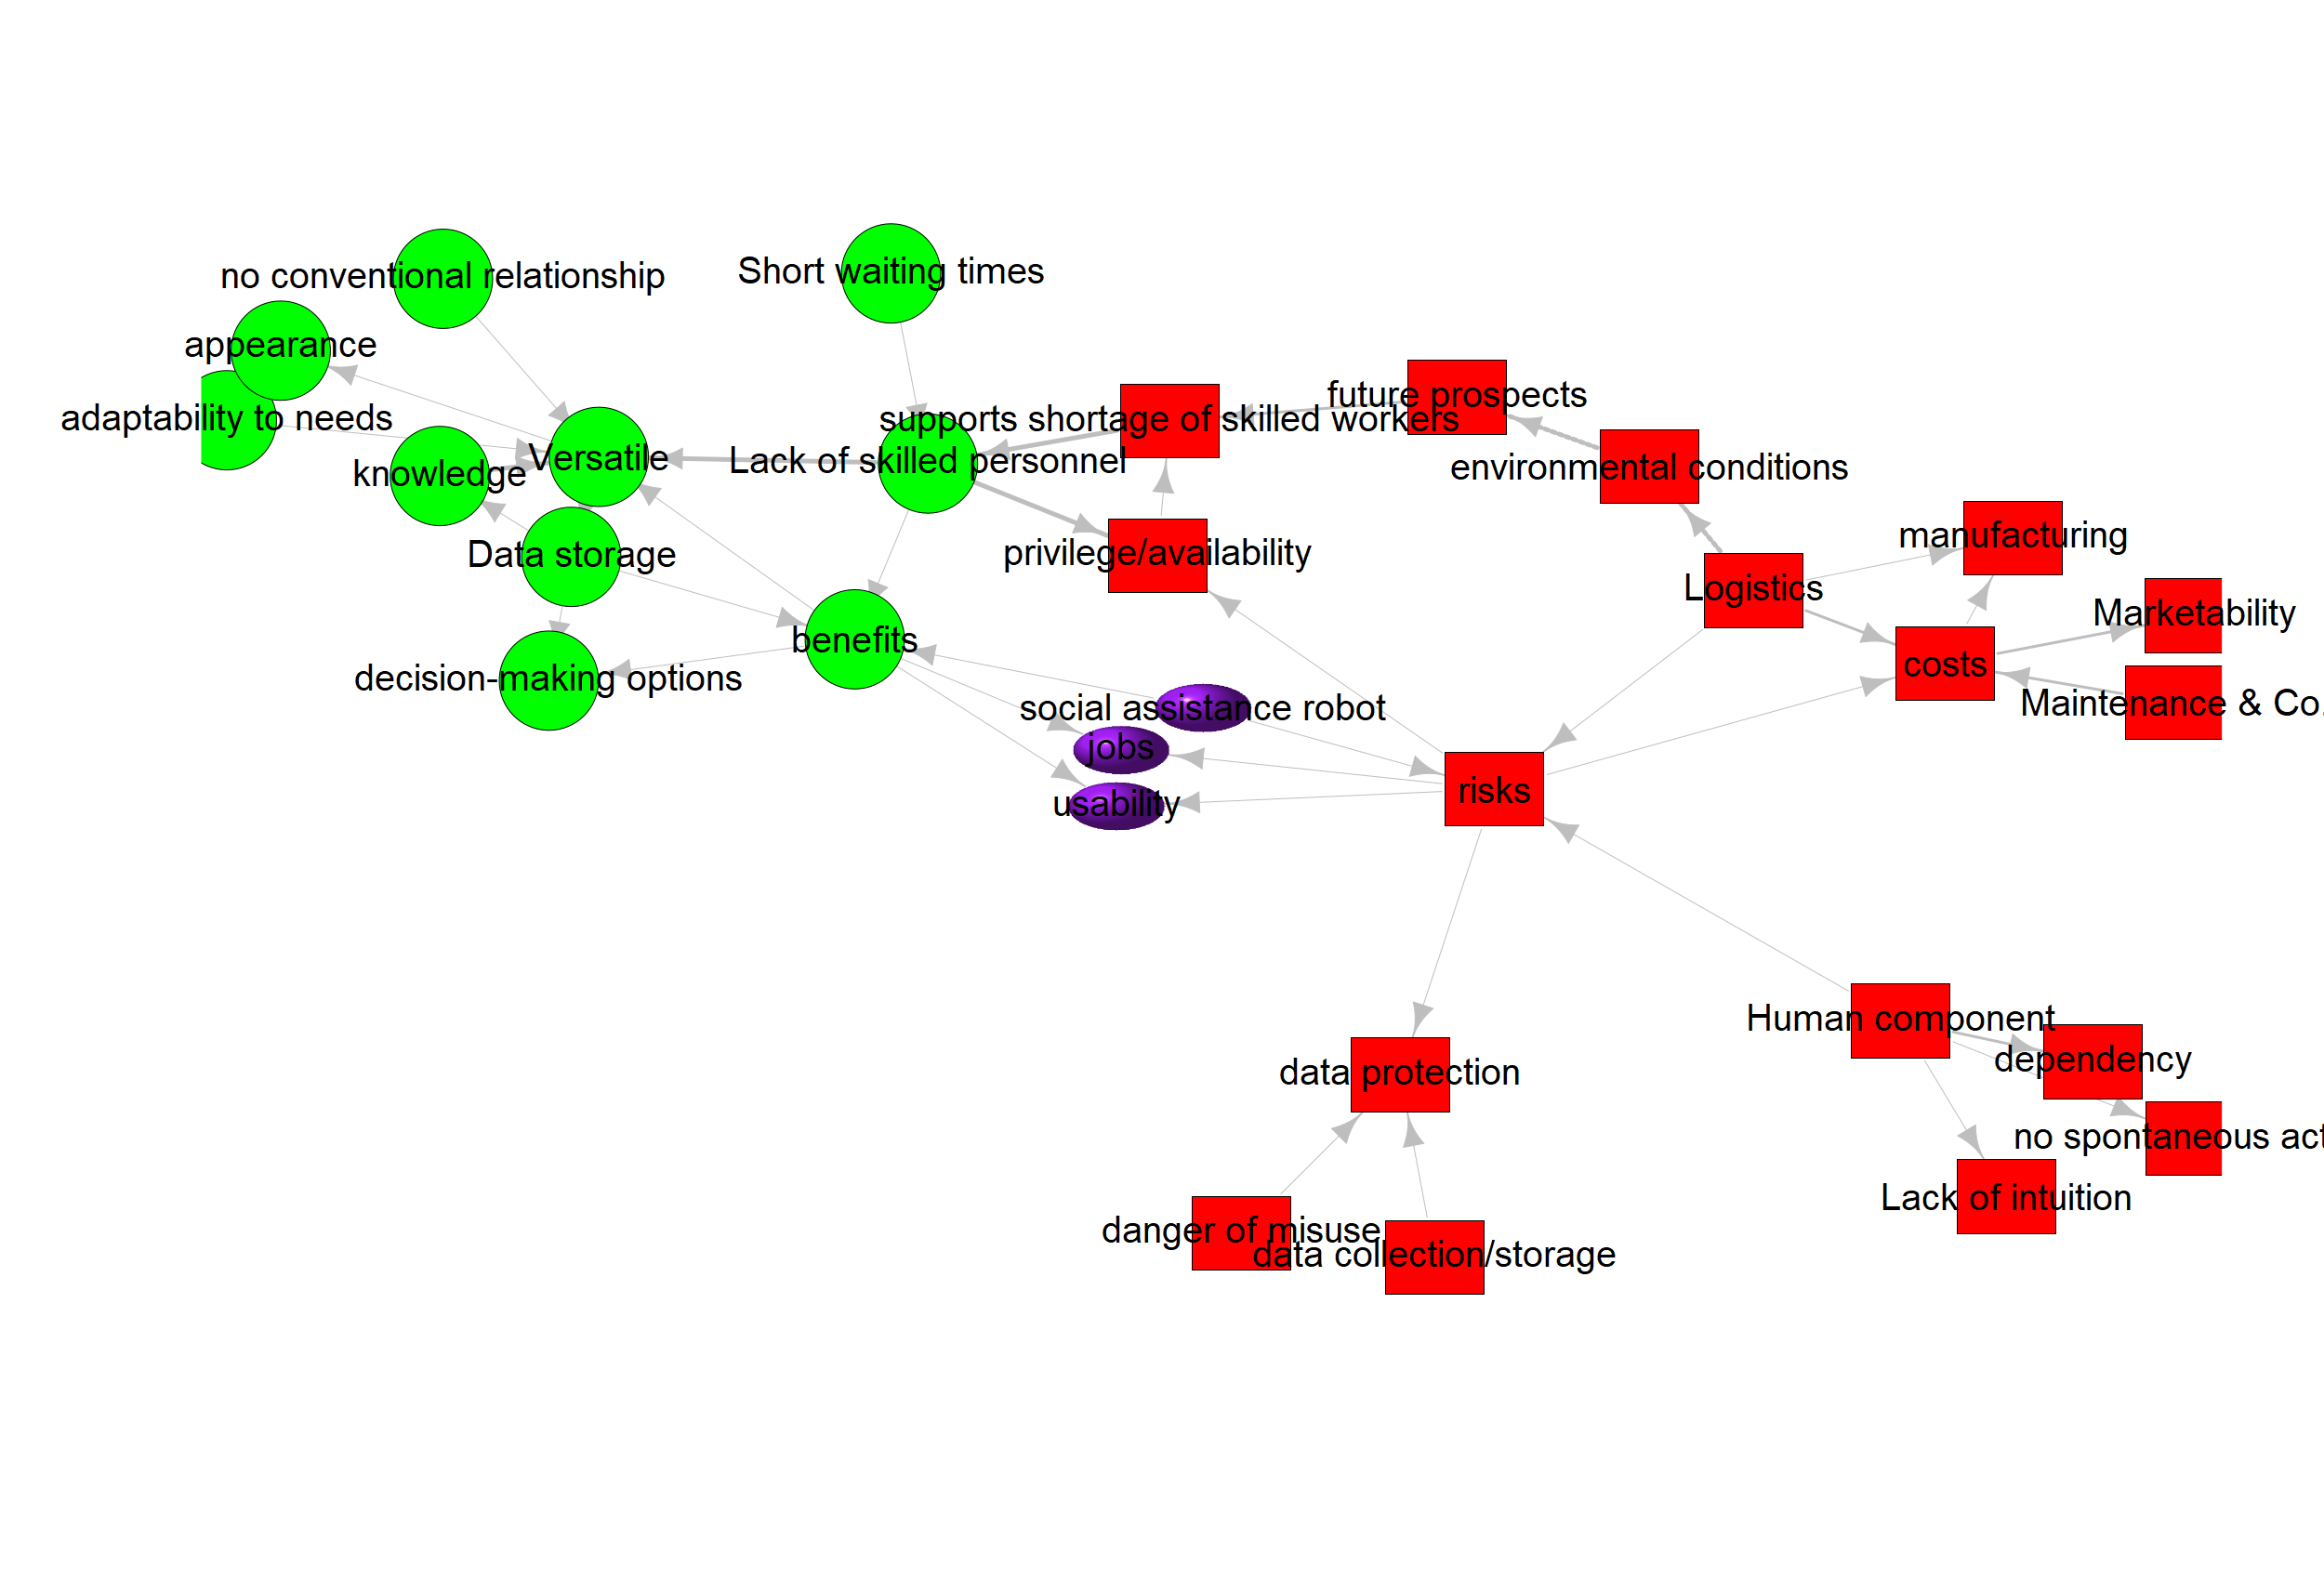 no conventional relationship
Short waiting times
appearance
adaptability to needs
future prospects
supports shortage of skilled workers
knowledge
Versatile
Lack of skilled personnel
environmental conditions
Data storage
privilege/availability
manufacturing
Logistics
Marketability
benefits
costs
decision-making options
social assistance robot
Maintenance & Co.
jobs
risks
usability
Human component
dependency
data protection
no spontaneous act
Lack of intuition
danger of misuse
data collection/storage